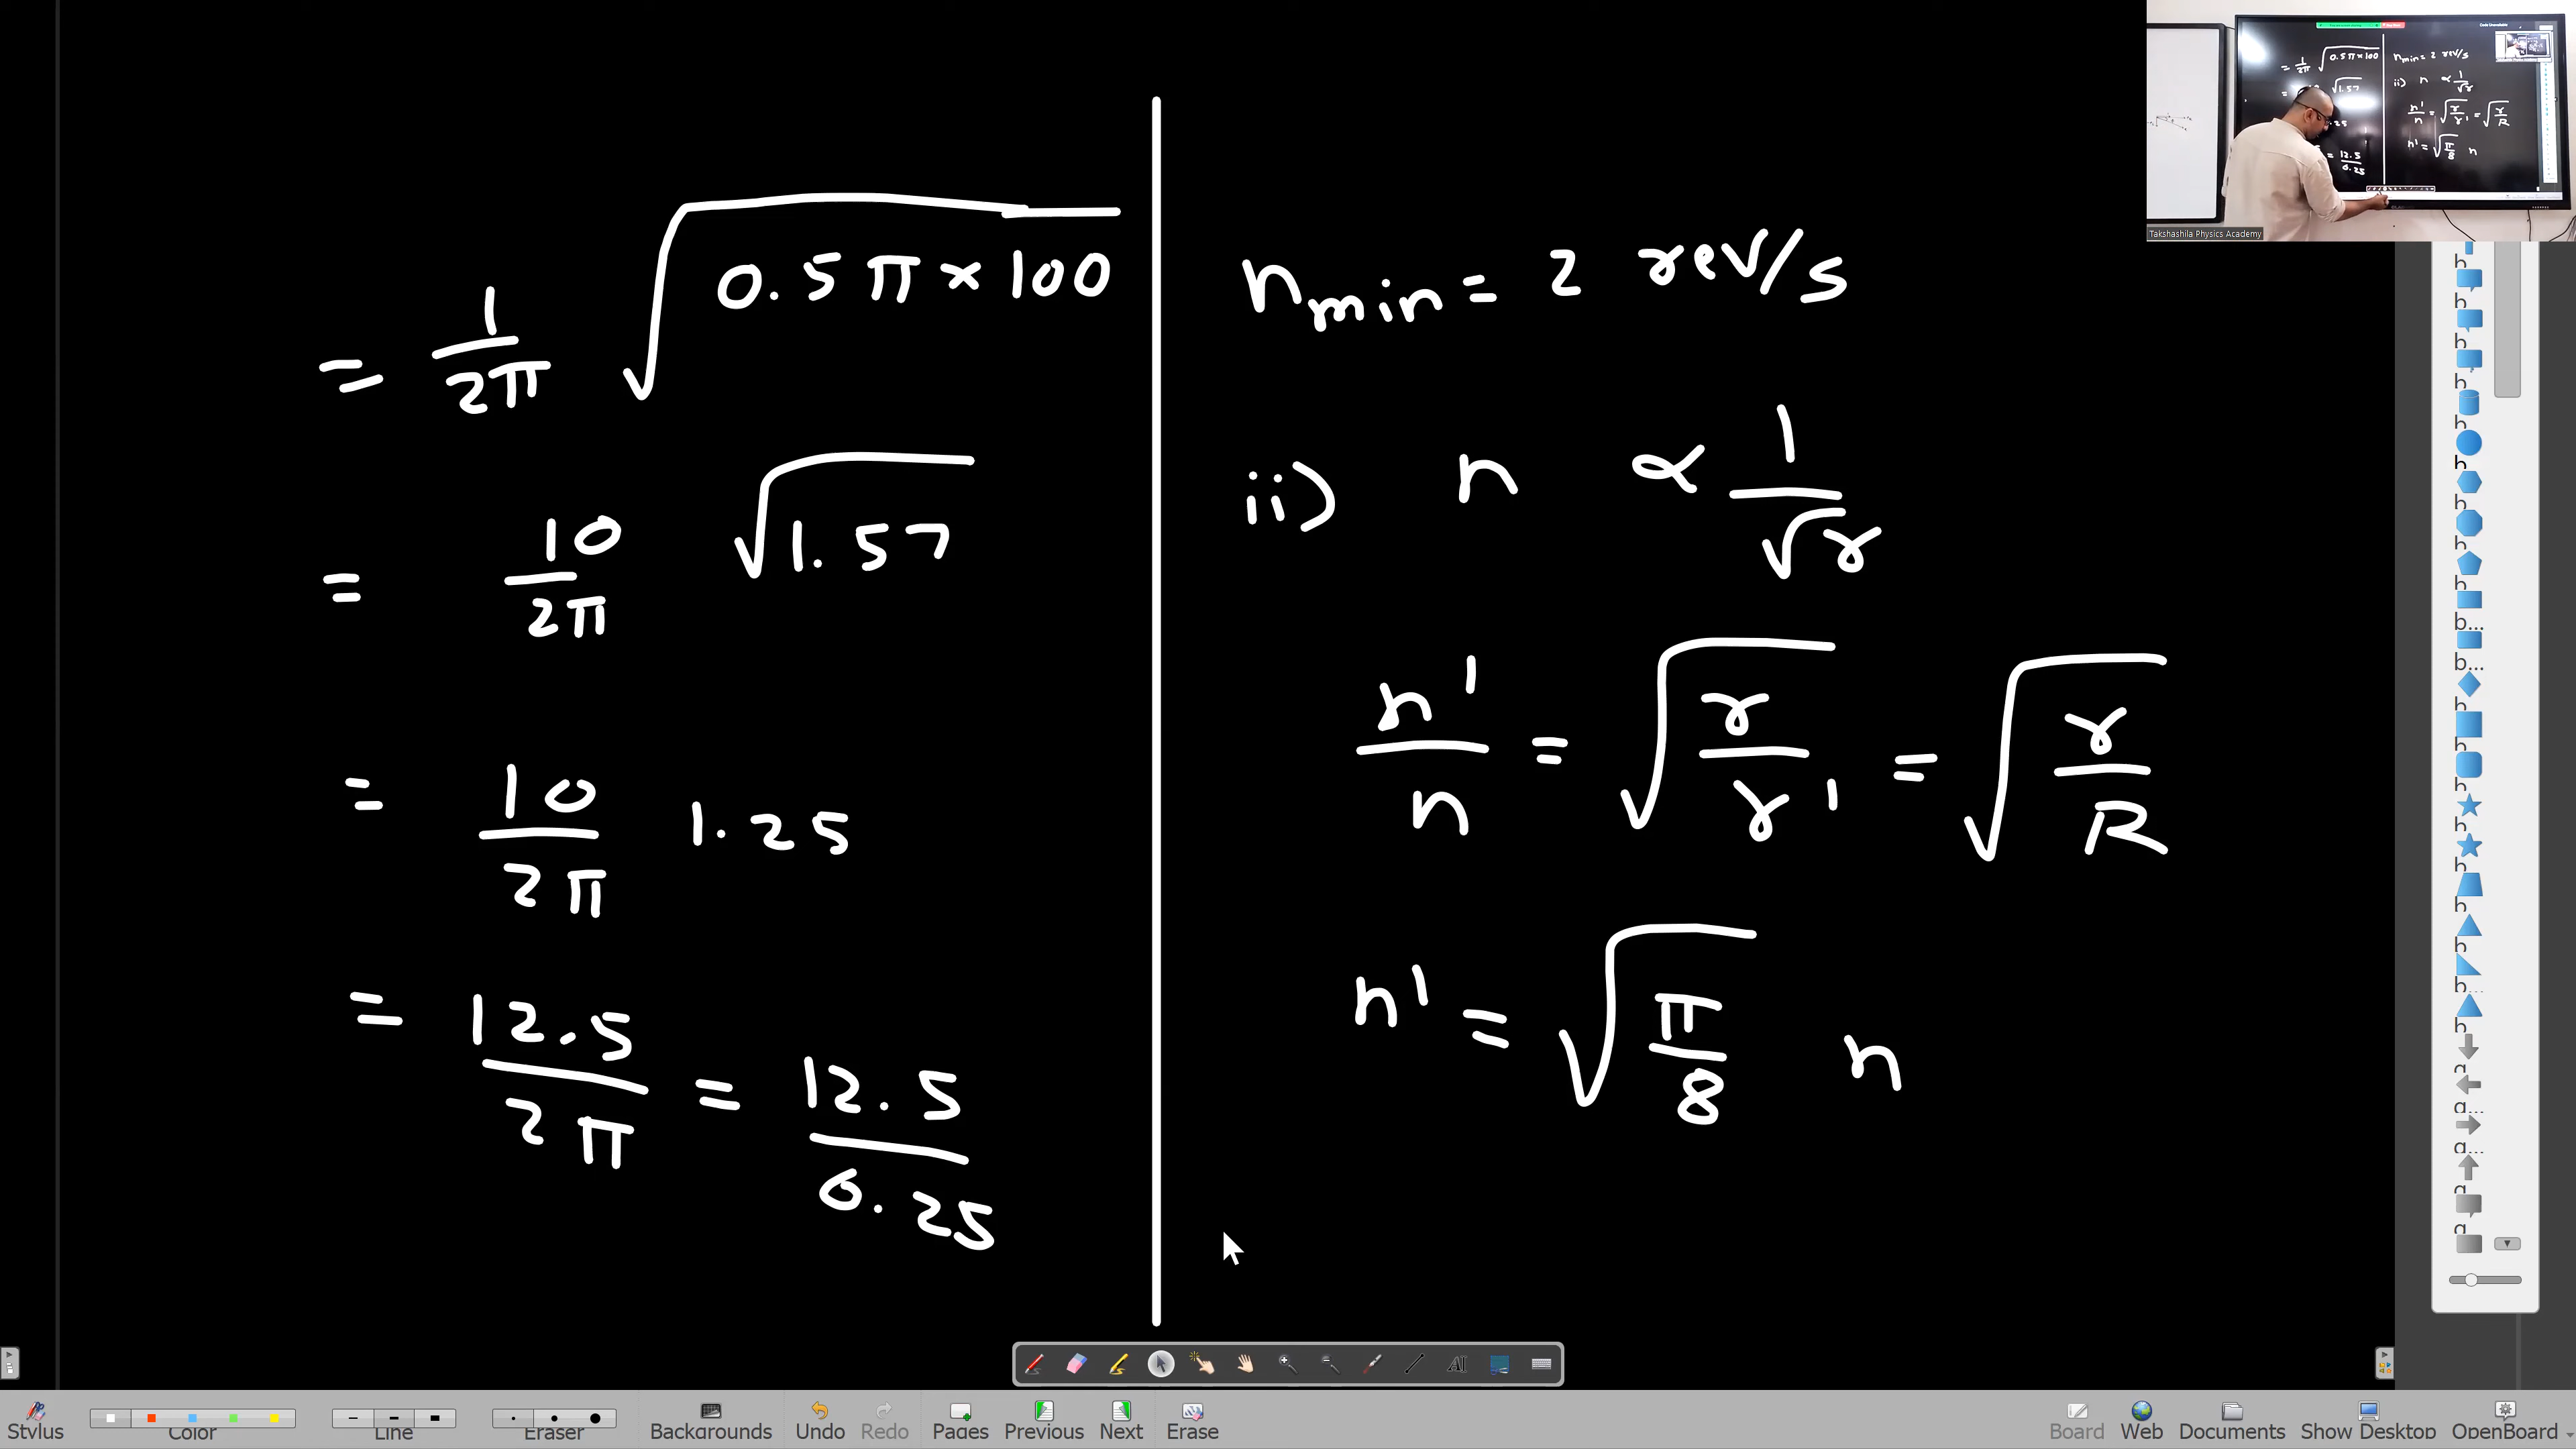 = 1/2π √(0.5 π × 100)
= 10/2π √1.57
= 10/2π 1.25
= 12.5/2π = 12.5/6.25
n_min = 2 rev/s
ii) n ∝ 1/√r
n'/n = √(r/r') = √(r/R)
n' = √(π/8) n
Takshashila Physics Academy
b
b
b
b
b
b
b
b
b
b...
b...
b
b
b
b
b
b
b...
b
a
a...
a...
a
a
Stylus
Color
Line
Eraser
Backgrounds
Undo
Redo
Pages
Previous
Next
Erase
Board
Web
Documents
Show Desktop
OpenBoard